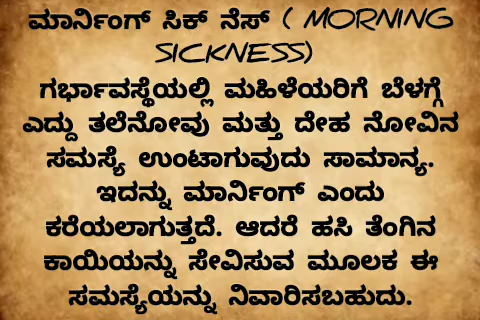 ಮಾರ್ನಿಂಗ್ ಸಿಕ್ ನೆಸ್ ( MORNING
SICKNESS)
ಗರ್ಭಾವಸ್ಥೆಯಲ್ಲಿ ಮಹಿಳೆಯರಿಗೆ ಬೆಳಗ್ಗೆ
ಎದ್ದು ತಲೆನೋವು ಮತ್ತು ದೇಹ ನೋವಿನ
ಸಮಸ್ಯೆ ಉಂಟಾಗುವುದು ಸಾಮಾನ್ಯ.
ಇದನ್ನು ಮಾರ್ನಿಂಗ್ ಎಂದು
ಕರೆಯಲಾಗುತ್ತದೆ. ಆದರೆ ಹಸಿ ತೆಂಗಿನ
ಕಾಯಿಯನ್ನು ಸೇವಿಸುವ ಮೂಲಕ ಈ
ಸಮಸ್ಯೆಯನ್ನು ನಿವಾರಿಸಬಹುದು.